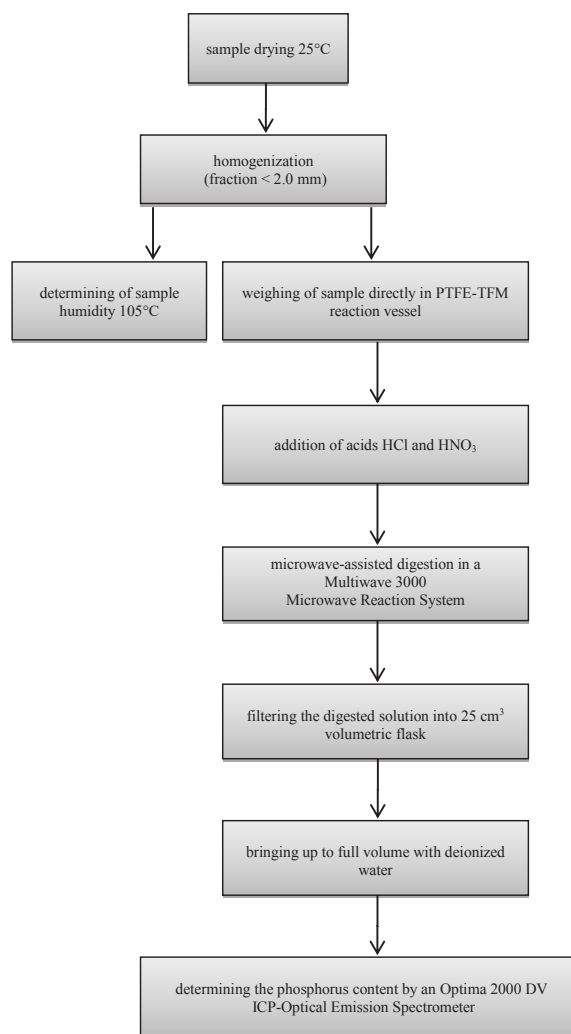 sample drying 25°C
homogenization
(fraction < 2.0 mm)
determining of sample
humidity 105°C
weighing of sample directly in PTFE-TFM
reaction vessel
addition of acids HCl and HNO₃
microwave-assisted digestion in a
Multiwave 3000
Microwave Reaction System
filtering the digested solution into 25 cm³
volumetric flask
bringing up to full volume with deionized
water
determining the phosphorus content by an Optima 2000 DV
ICP-Optical Emission Spectrometer